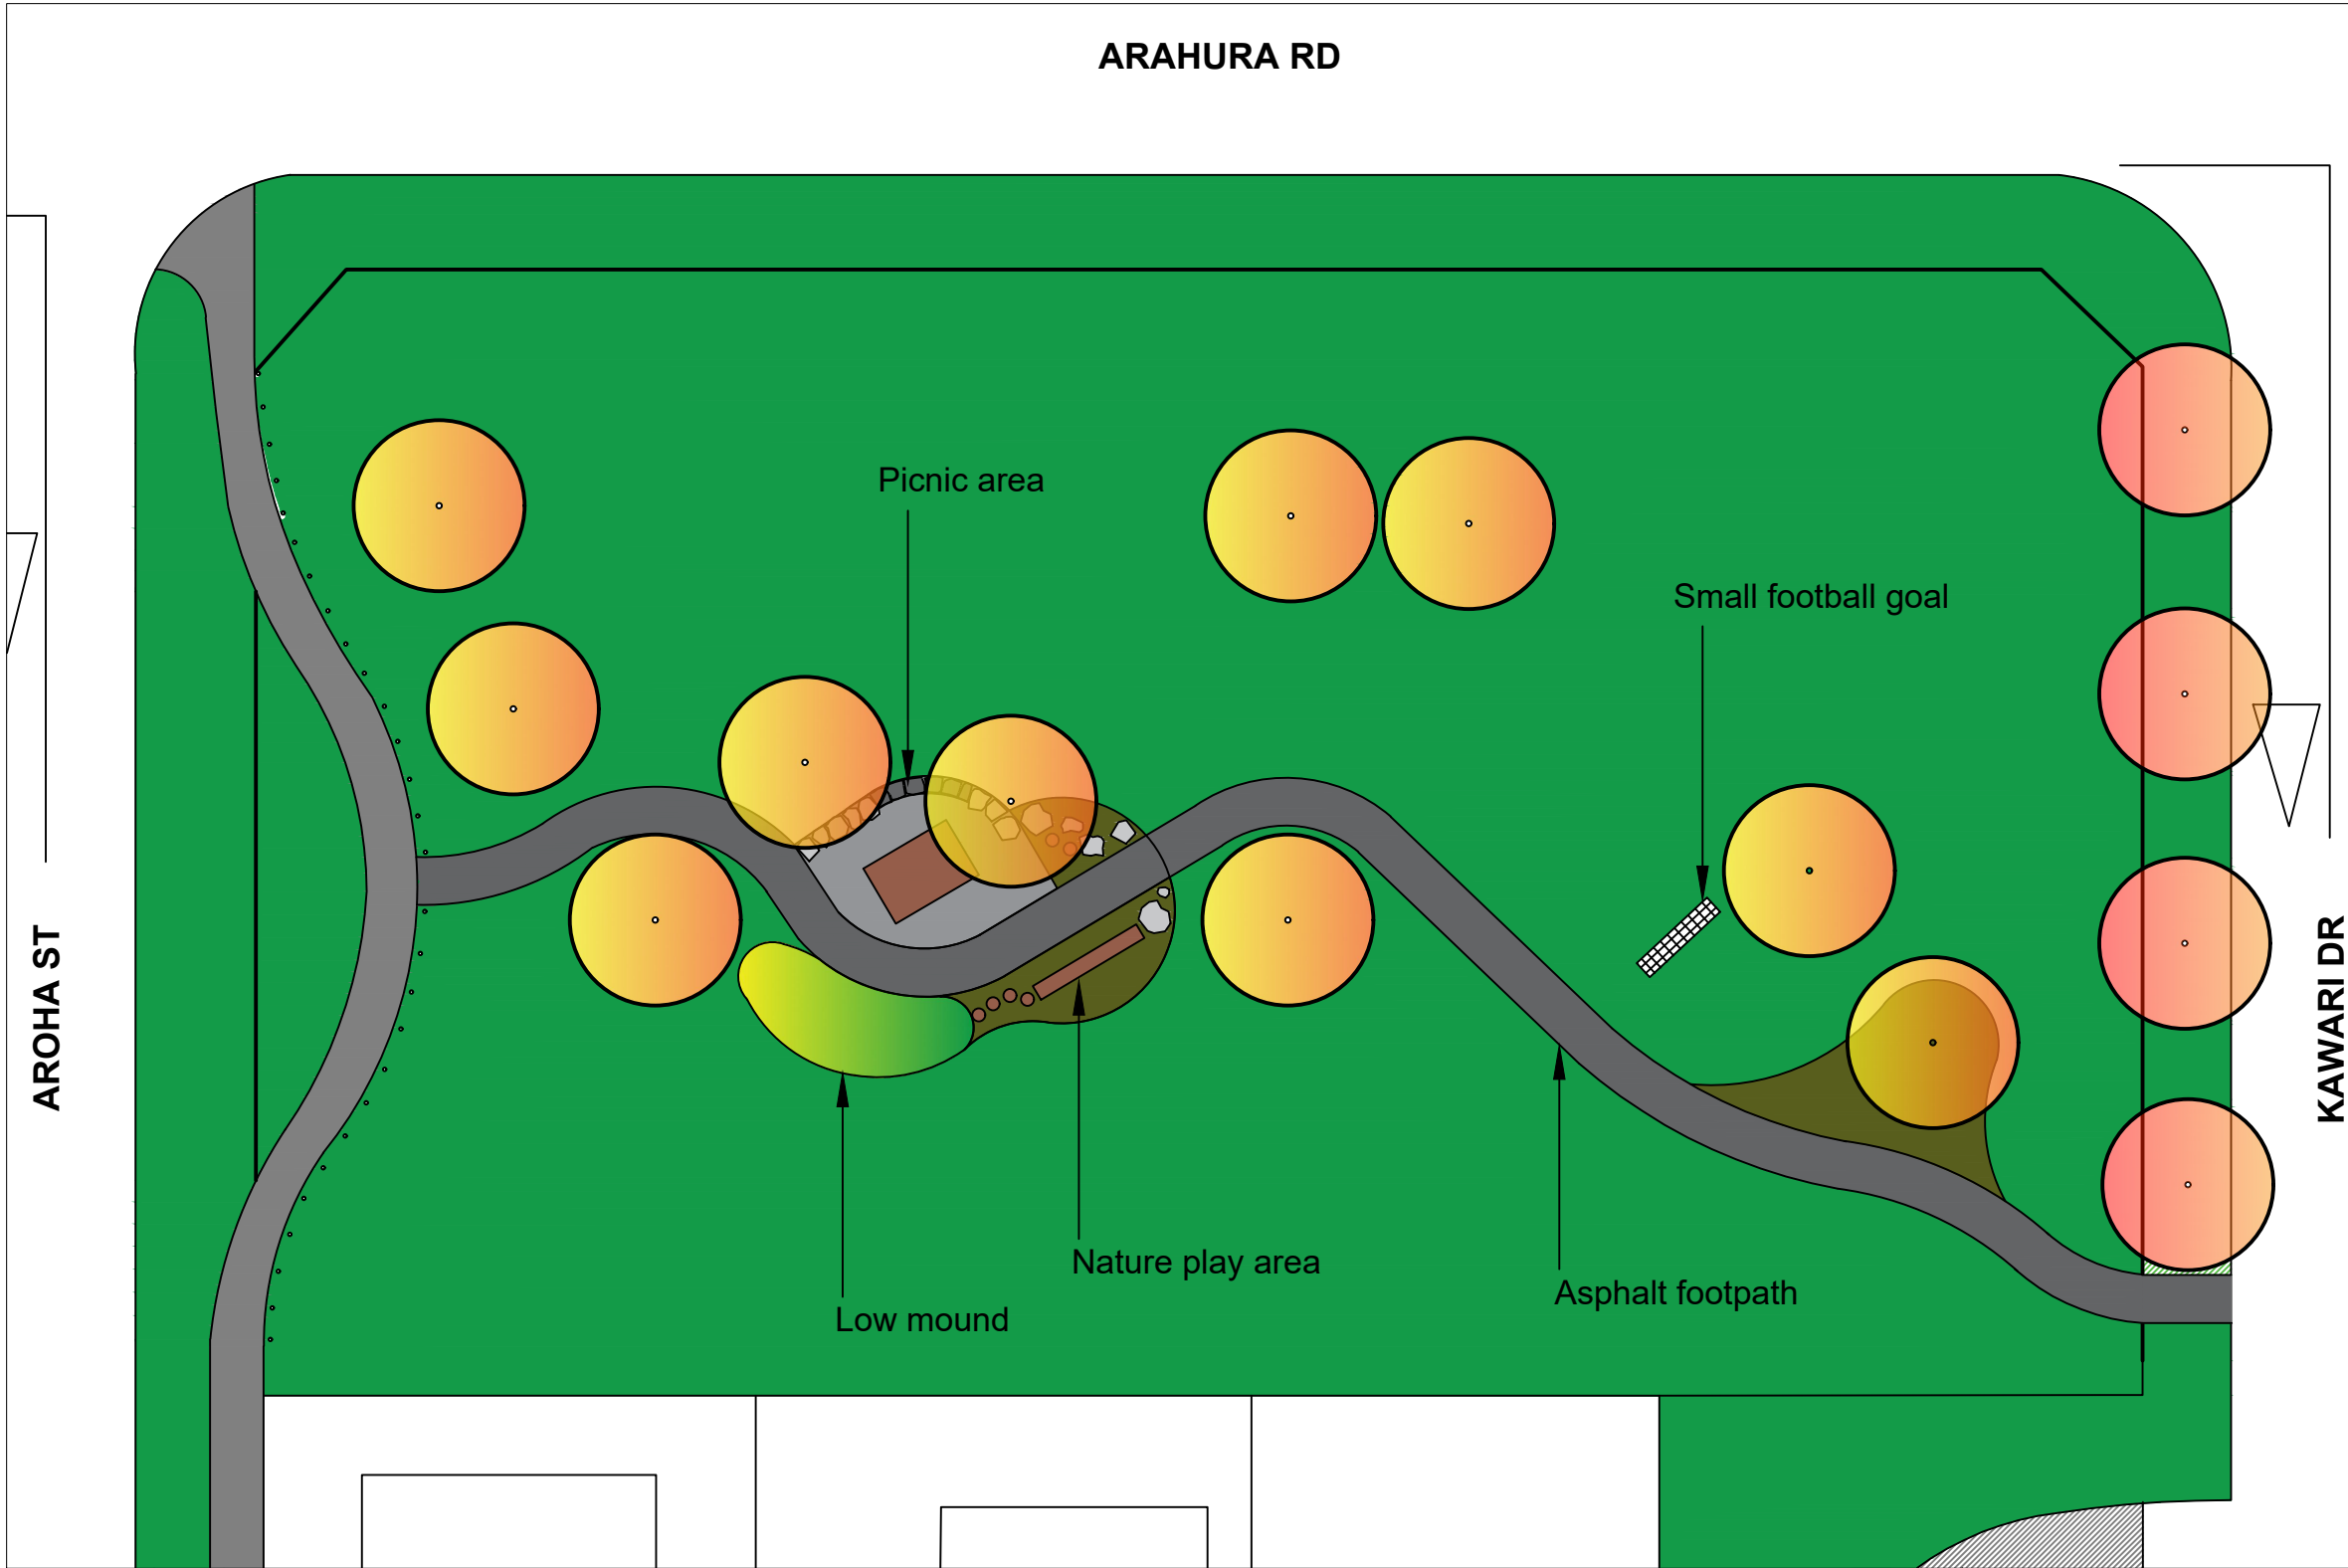 ARAHURA RD
Picnic area
Small football goal
AROHA ST
KAWARI DR
Nature play area
Asphalt footpath
Low mound